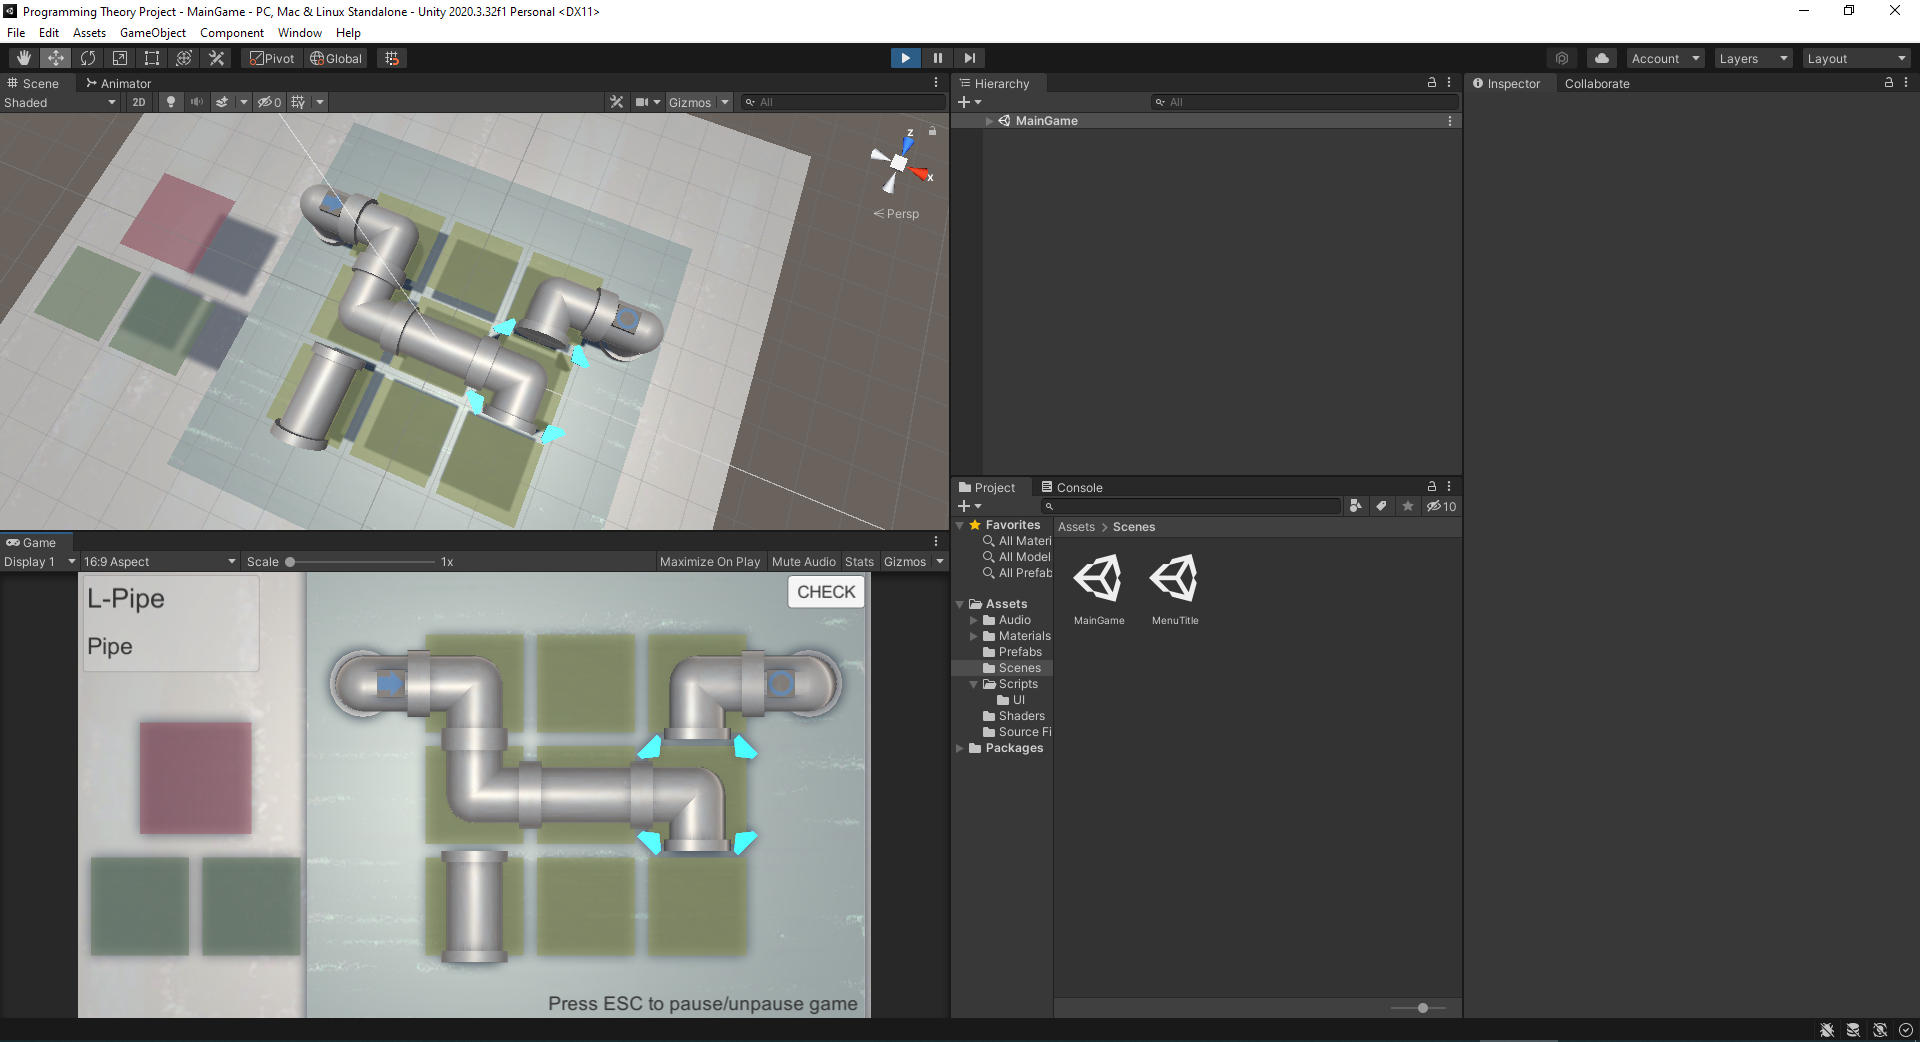 Programming Theory Project - MainGame - PC, Mac & Linux Standalone - Unity 2020.3.32f1 Personal <DX11>
File Edit Assets GameObject Component Window Help
Pivot Global Account Layers Layout
Scene Animator
Shaded 2D 0 Gizmos All
z
x
Persp
Hierarchy
All
MainGame
Inspector Collaborate
Game
Display 1 16:9 Aspect Scale 1x Maximize On Play Mute Audio Stats Gizmos
L-Pipe
Pipe
CHECK
Press ESC to pause/unpause game
Project Console
10
Favorites
All Materi
All Model
All Prefab
Assets
Audio
Materials
Prefabs
Scenes
Scripts
UI
Shaders
Source Fi
Packages
Assets > Scenes
MainGame MenuTitle